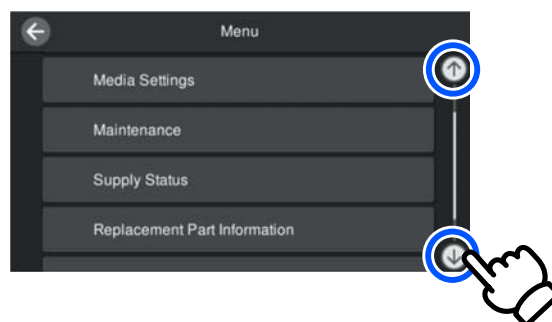 Menu
Media Settings
Maintenance
Supply Status
Replacement Part Information